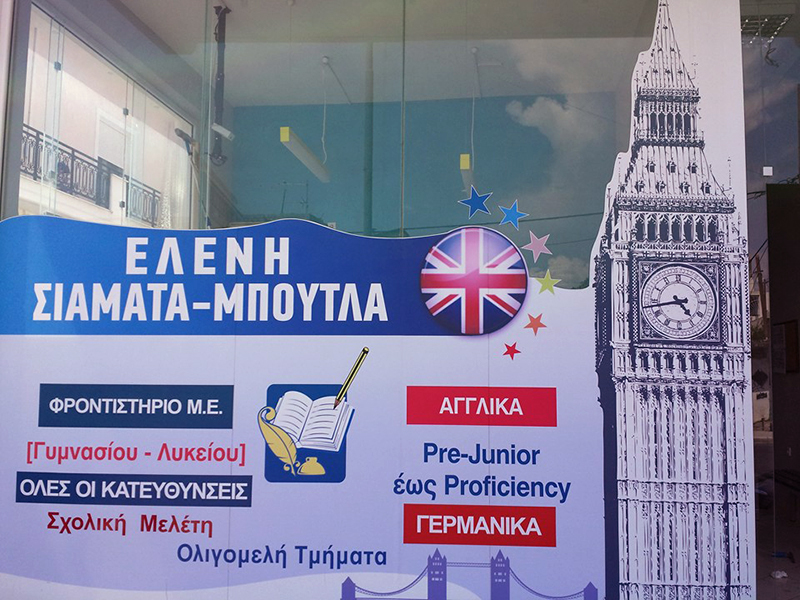 ΕΛΕΝΗ
ΣΙΑΜΑΤΑ-ΜΠΟΥΤΛΑ
ΦΡΟΝΤΙΣΤΗΡΙΟ Μ.Ε.
[Γυμνασίου - Λυκείου]
ΟΛΕΣ ΟΙ ΚΑΤΕΥΘΥΝΣΕΙΣ
Σχολική Μελέτη
Ολιγομελή Τμήματα
ΑΓΓΛΙΚΑ
Pre-Junior
έως Proficiency
ΓΕΡΜΑΝΙΚΑ